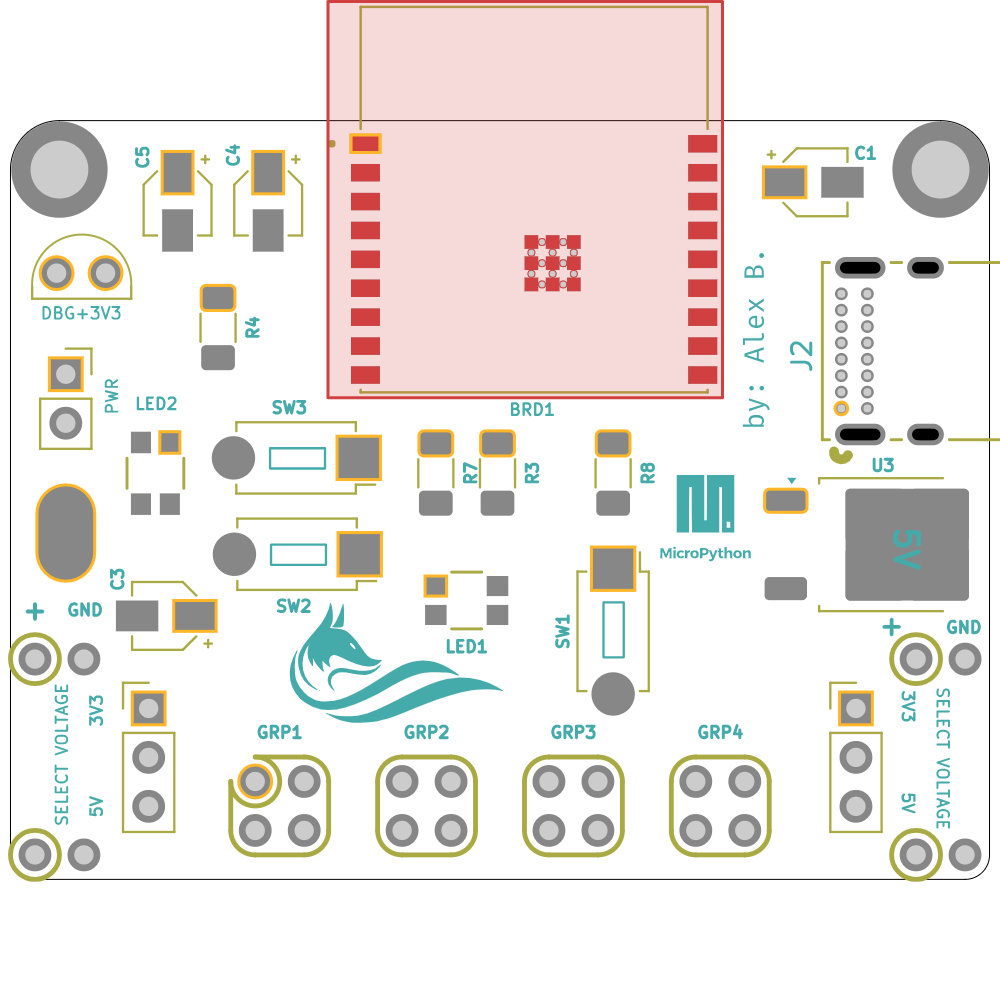 C5
+
C4
+
+
C1
DBG+3V3
R4
by: Alex B.
J2
PWR
LED2
SW3
BRD1
R7
R3
R8
U3
MicroPython
5V
C3
+
SW2
+
GND
LED1
SW1
+
GND
SELECT VOLTAGE
3V3
5V
GRP1
GRP2
GRP3
GRP4
3V3
5V
SELECT VOLTAGE